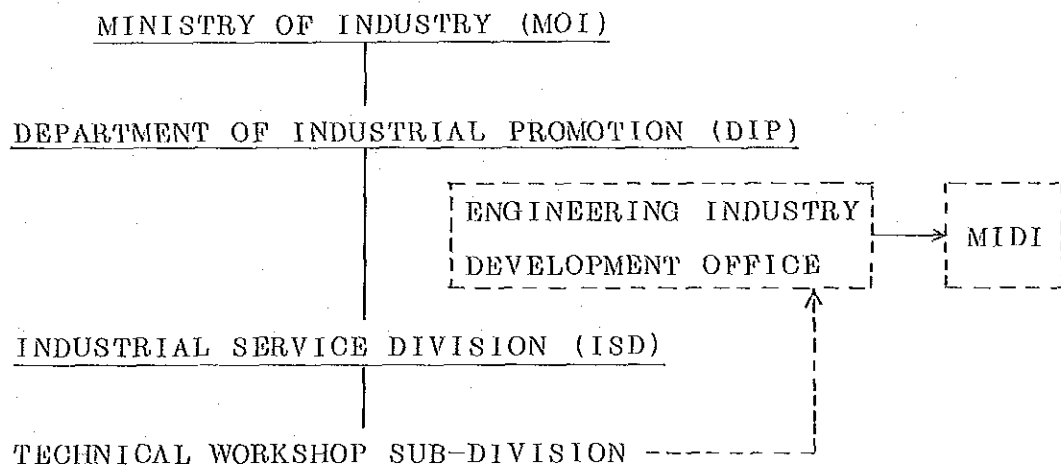 MINISTRY OF INDUSTRY (MOI)
DEPARTMENT OF INDUSTRIAL PROMOTION (DIP)
ENGINEERING INDUSTRY
DEVELOPMENT OFFICE
MIDI
INDUSTRIAL SERVICE DIVISION (ISD)
TECHNICAL WORKSHOP SUB-DIVISION